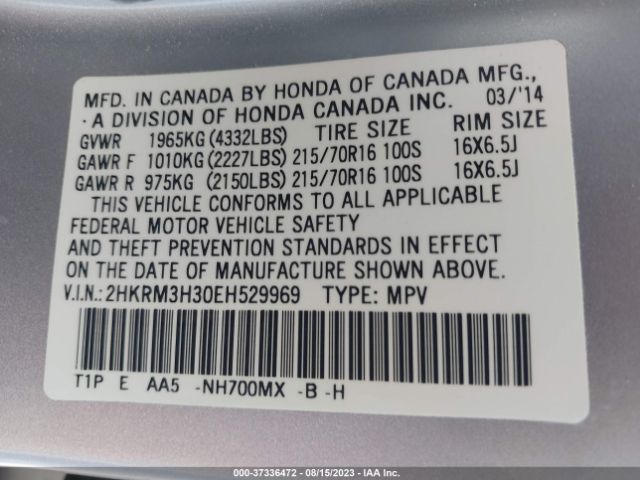 MFD. IN CANADA BY HONDA OF CANADA MFG.,
A DIVISION OF HONDA CANADA INC. 03/'14
GVWR 1965KG (4332LBS) TIRE SIZE RIM SIZE
GAWR F 1010KG (2227LBS) 215/70R16 100S 16X6.5J
GAWR R 975KG (2150LBS) 215/70R16 100S 16X6.5J
THIS VEHICLE CONFORMS TO ALL APPLICABLE
FEDERAL MOTOR VEHICLE SAFETY
AND THEFT PREVENTION STANDARDS IN EFFECT
ON THE DATE OF MANUFACTURE SHOWN ABOVE.
V.I.N.: 2HKRM3H30EH529969 TYPE: MPV
T1P E AA5 -NH700MX -B -H
000-37336472 - 08/15/2023 - IAA Inc.